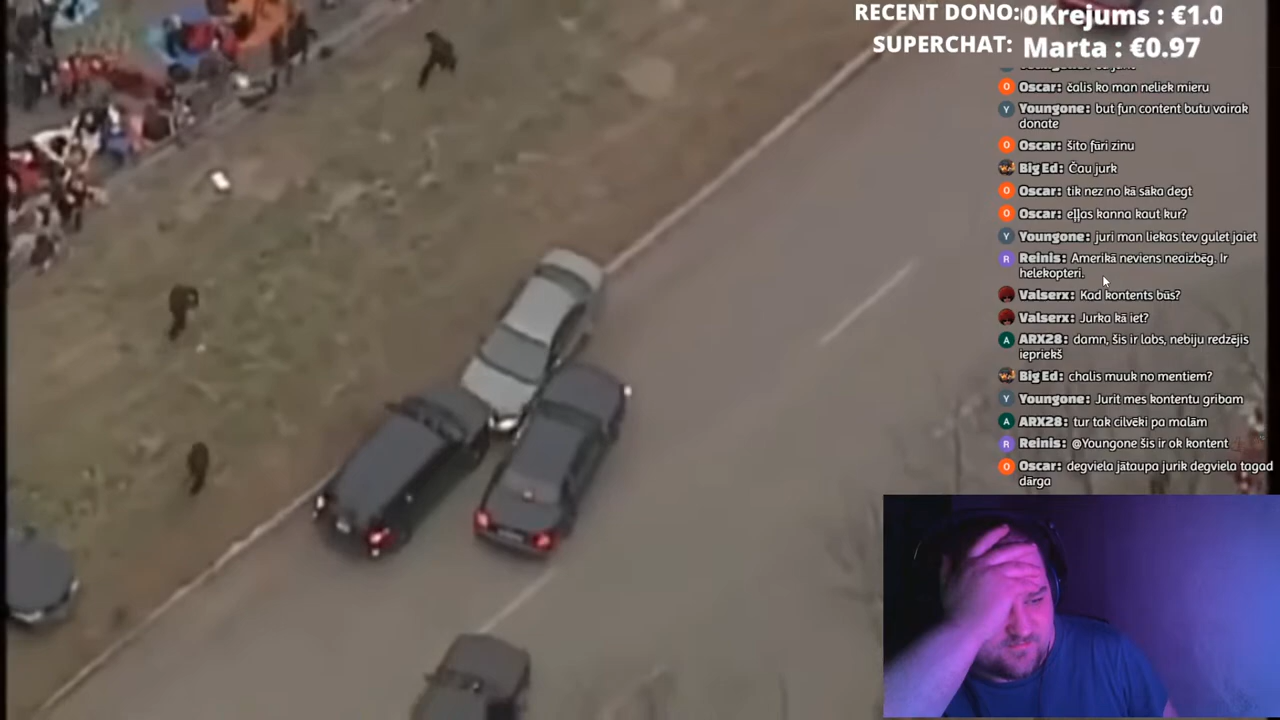 RECENT DONO: 0Krejums : €1.0
SUPERCHAT: Marta : €0.97
Oscar: čalis ko man neliek mieru
Youngone: but fun content butu vairak
donate
Oscar: šito fūri zinu
Big Ed: Čau jurk
Oscar: tik nez no kā sāka degt
Oscar: eļļas kanna kaut kur?
Youngone: juri man liekas tev gulet jaiet
Reinis: Amerikā neviens neaizbēg. Ir
helekopteri.
Valserx: Kad kontents būs?
Valserx: Jurka kā iet?
ARX28: damn, šis ir labs, nebiju redzējis
iepriekš
Big Ed: chalis muuk no mentiem?
Youngone: Jurit mes kontentu gribam
ARX28: tur tak cilvēki pa malām
Reinis: @Youngone šis ir ok kontent
Oscar: degviela jātaupa jurik degviela tagad
dārga